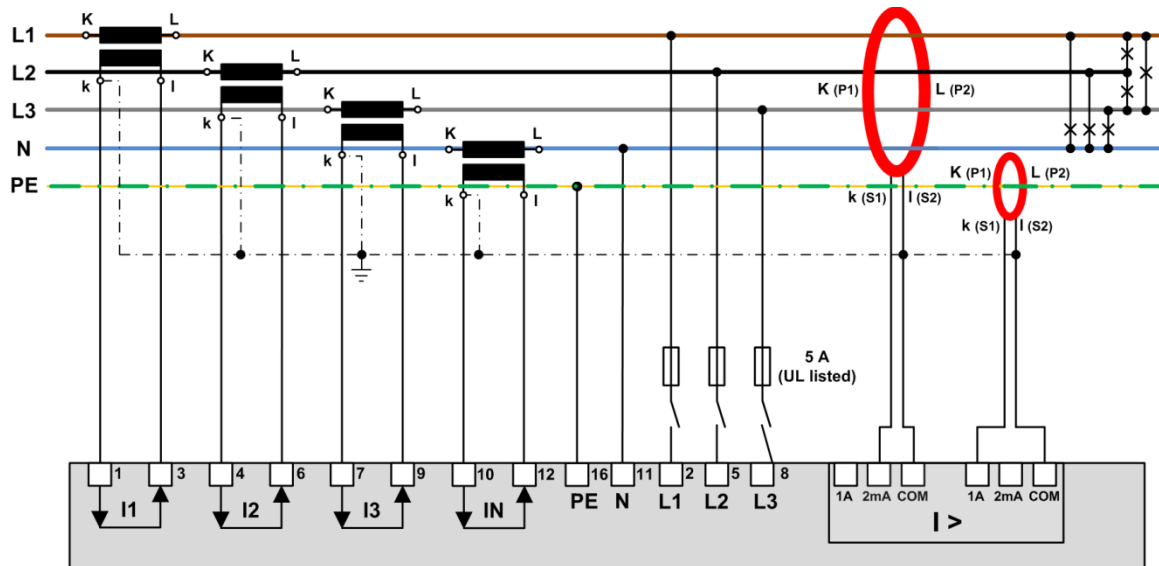 K L
L1
K L K (P1) L (P2)
L2
k l K L
L3
k l K L
N
k l K (P1) L (P2)
PE
k l k (S1) l (S2)
k (S1) l (S2)
5 A
(UL listed)
1 3 4 6 7 9 10 12 16 11 2 5 8
PE N L1 L2 L3 1A 2mA COM 1A 2mA COM
I1 I2 I3 IN I >